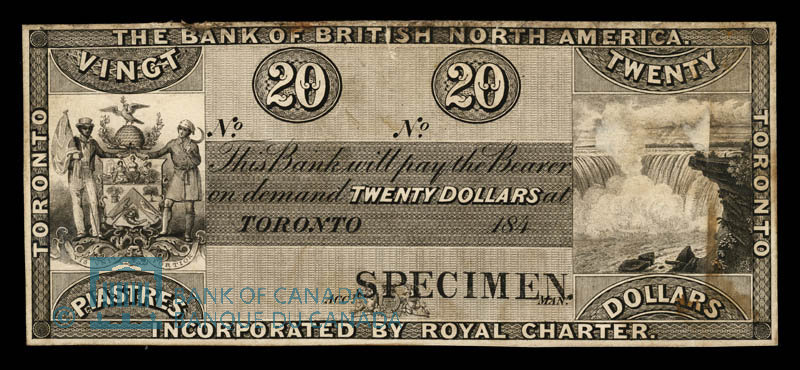 THE BANK OF BRITISH NORTH AMERICA.
VINGT
20
20
TWENTY
TORONTO
TORONTO
No
No
This Bank will pay the Bearer
on demand TWENTY DOLLARS at
TORONTO 184
SPECIMEN
ACCOT
MANR.
PIASTRES
DOLLARS
© BANK OF CANADA
BANQUE DU CANADA
INCORPORATED BY ROYAL CHARTER.